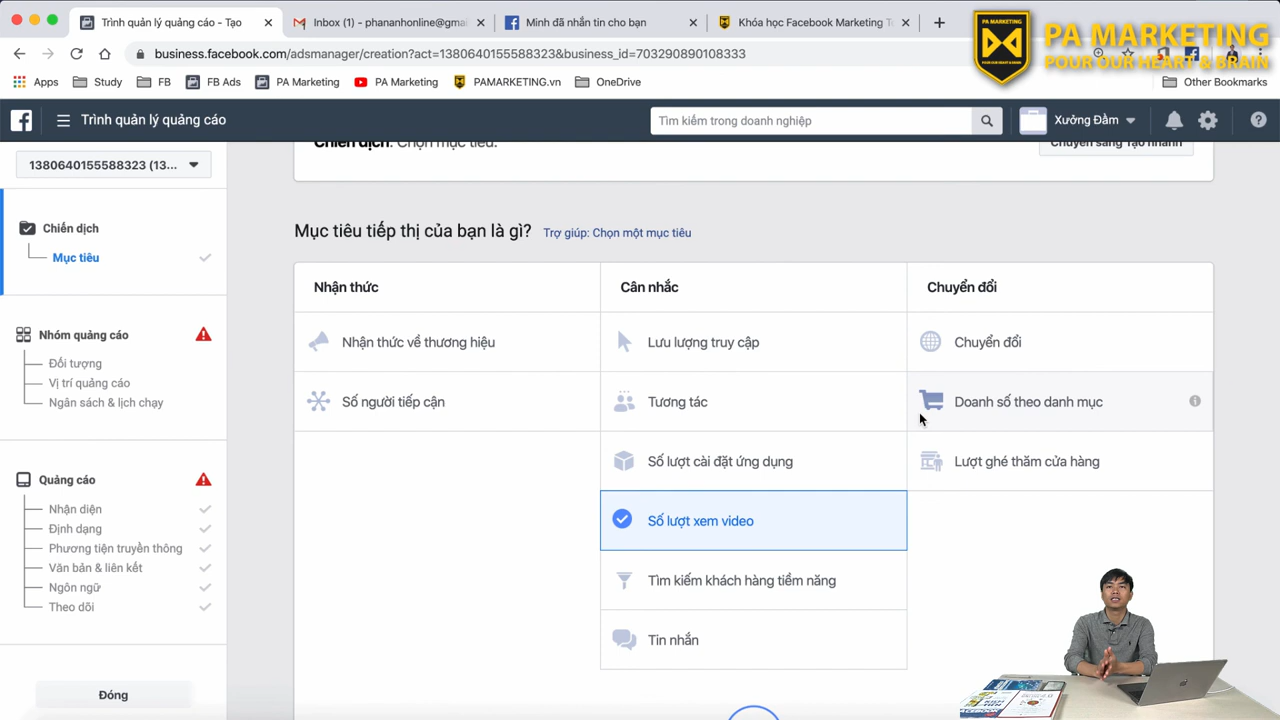 Trình quản lý quảng cáo - Tạo
Inbox (1) - phananhonline@gmai
Minh đã nhắn tin cho bạn
Khóa học Facebook Marketing T
PA MARKETING
POUR OUR HEART & BRAIN
business.facebook.com/adsmanager/creation?act=1380640155588323&business_id=703290890108333
Apps
Study
FB
FB Ads
PA Marketing
PA Marketing
PAMARKETING
OneDrive
Other Bookmarks
Trình quản lý quảng cáo
Tìm kiếm trong doanh nghiệp
Xưởng Đầm
1380640155588323 (13...
Chiến dịch: Chọn mục tiêu.
Chuyển sang Tạo nhanh
Chiến dịch
Mục tiêu
Nhóm quảng cáo
Đối tượng
Vị trí quảng cáo
Ngân sách & lịch chạy
Quảng cáo
Nhận diện
Định dạng
Phương tiện truyền thông
Văn bản & liên kết
Ngôn ngữ
Theo dõi
Đóng
Mục tiêu tiếp thị của bạn là gì? Trợ giúp: Chọn một mục tiêu
Nhận thức
Nhận thức về thương hiệu
Số người tiếp cận
Cân nhắc
Lưu lượng truy cập
Tương tác
Số lượt cài đặt ứng dụng
Số lượt xem video
Tìm kiếm khách hàng tiềm năng
Tin nhắn
Chuyển đổi
Chuyển đổi
Doanh số theo danh mục
Lượt ghé thăm cửa hàng